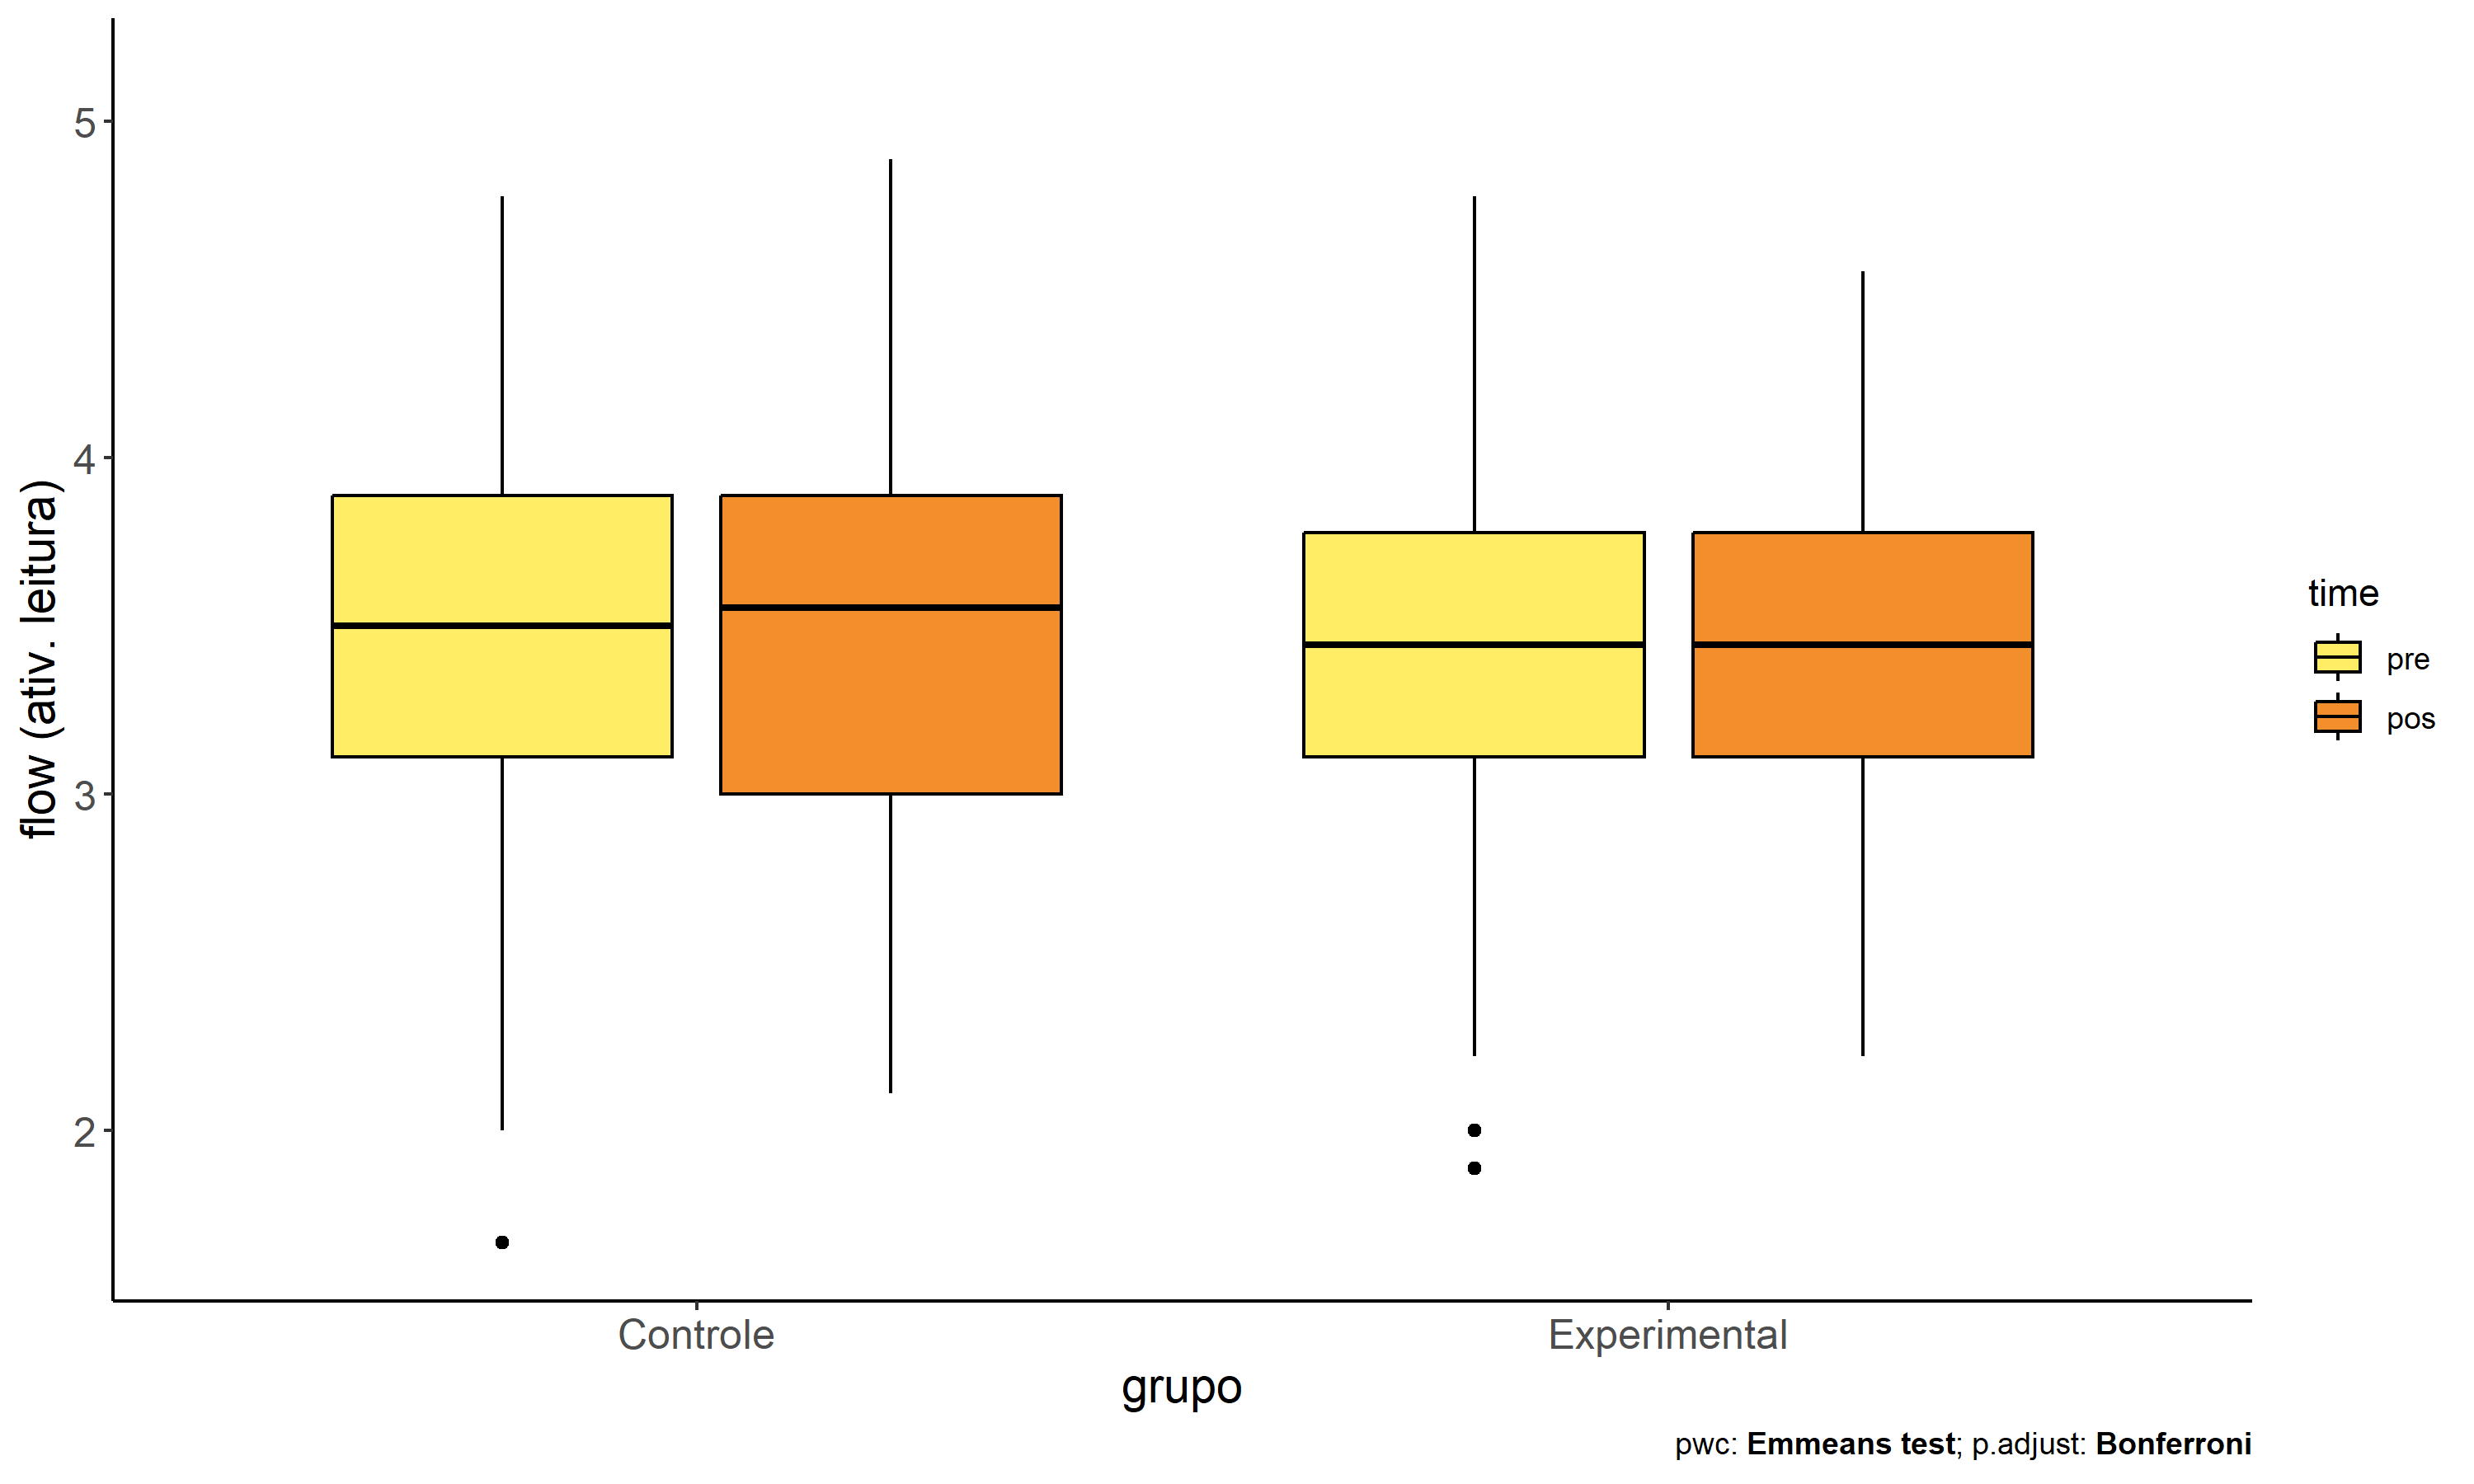 flow (ativ. leitura)
5
4
3
2
Controle
Experimental
grupo
time
pre
pos
pwc: Emmeans test; p.adjust: Bonferroni